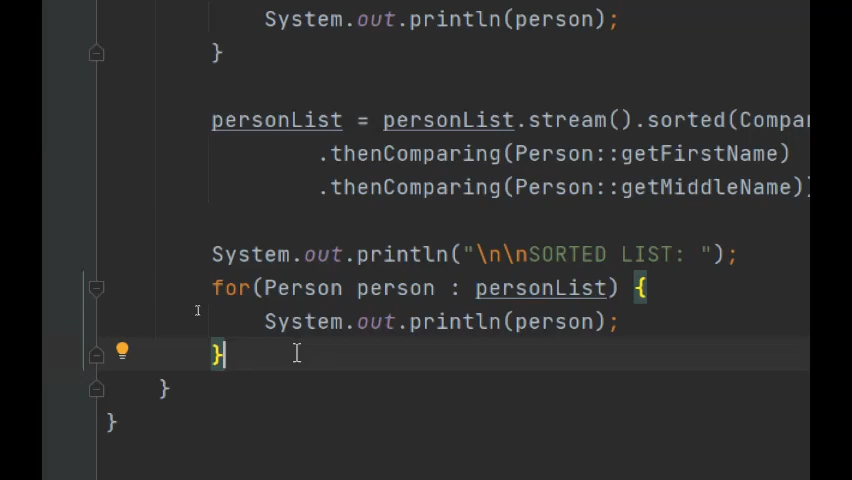 System.out.println(person);
}
personList = personList.stream().sorted(Compar
.thenComparing(Person::getFirstName)
.thenComparing(Person::getMiddleName))
System.out.println("\n\nSORTED LIST: ");
for(Person person : personList) {
System.out.println(person);
}
}
}